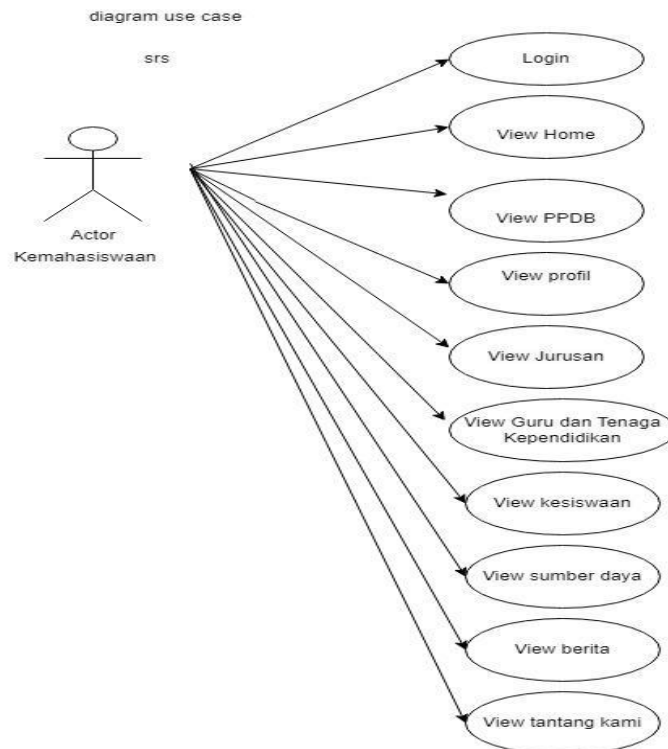 diagram use case
srs
Login
View Home
View PPDB
Actor
Kemahasiswaan
View profil
View Jurusan
View Guru dan Tenaga
Kependidikan
View kesiswaan
View sumber daya
View berita
View tantang kami